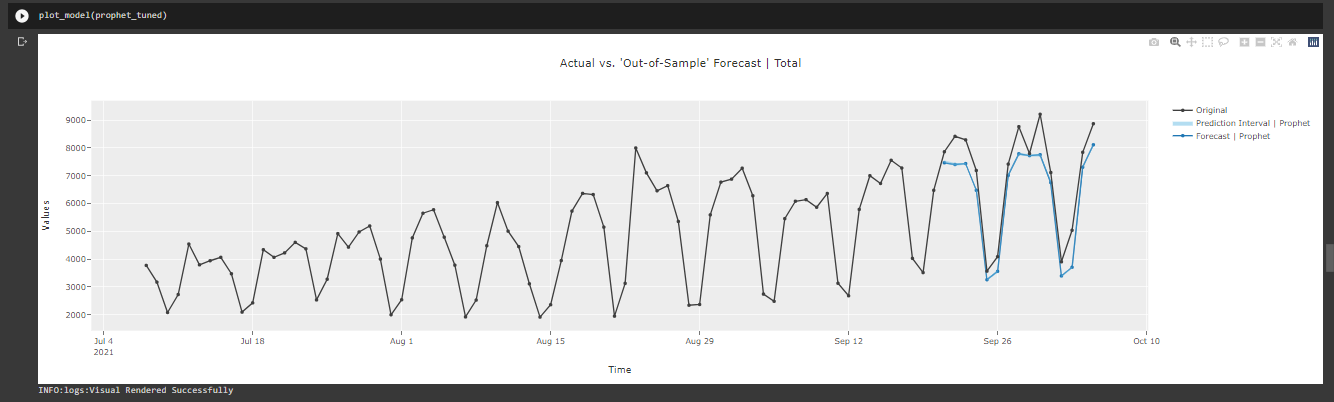 plot_model(prophet_tuned)
Actual vs. 'Out-of-Sample' Forecast | Total
Original
Prediction Interval | Prophet
Forecast | Prophet
9000
8000
7000
6000
5000
4000
3000
2000
Values
Jul 4
2021
Jul 18
Aug 1
Aug 15
Aug 29
Sep 12
Sep 26
Oct 10
Time
INFO:logs:Visual Rendered Successfully